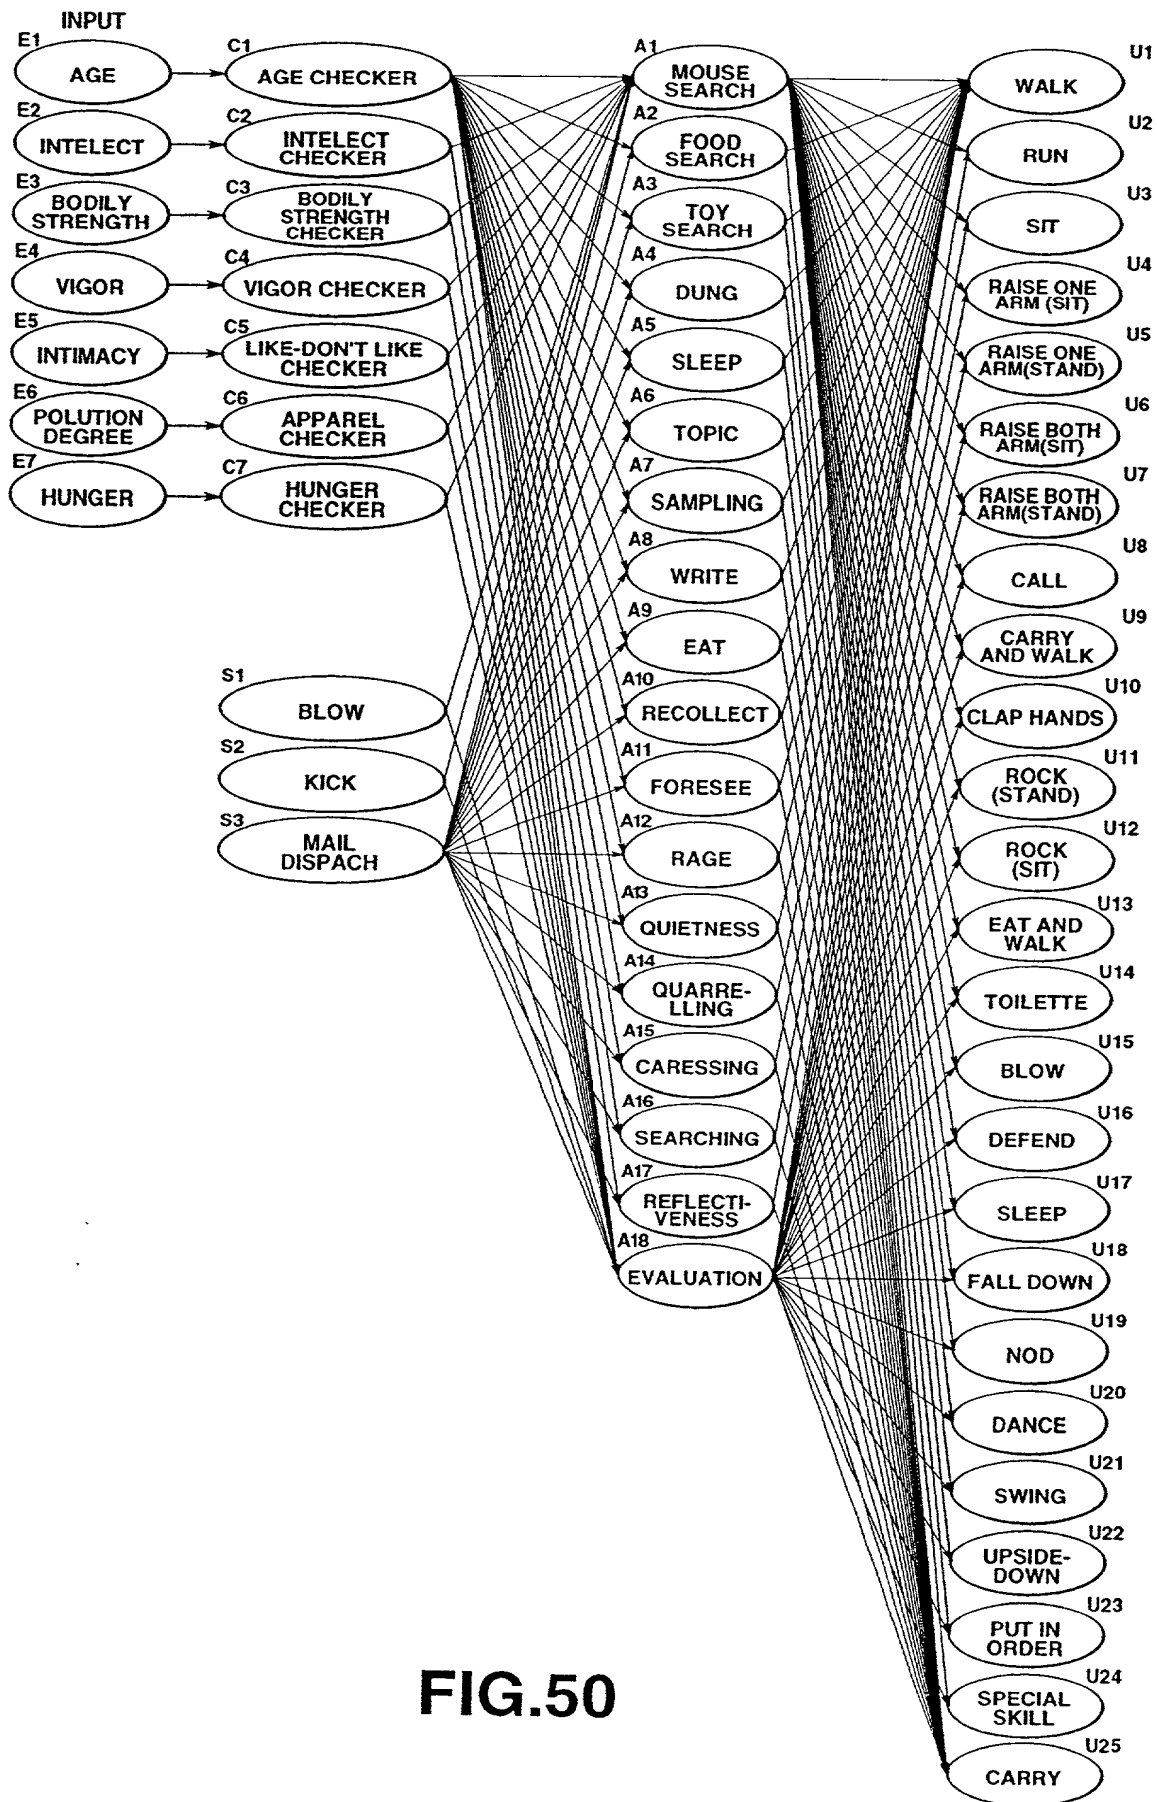 INPUT
E1
AGE
E2
INTELECT
E3
BODILY
STRENGTH
E4
VIGOR
E5
INTIMACY
E6
POLUTION
DEGREE
E7
HUNGER
C1
AGE CHECKER
C2
INTELECT
CHECKER
C3
BODILY
STRENGTH
CHECKER
C4
VIGOR CHECKER
C5
LIKE-DON'T LIKE
CHECKER
C6
APPAREL
CHECKER
C7
HUNGER
CHECKER
S1
BLOW
S2
KICK
S3
MAIL
DISPACH
A1
MOUSE
SEARCH
A2
FOOD
SEARCH
A3
TOY
SEARCH
A4
DUNG
A5
SLEEP
A6
TOPIC
A7
SAMPLING
A8
WRITE
A9
EAT
A10
RECOLLECT
A11
FORESEE
A12
RAGE
A13
QUIETNESS
A14
QUARRE-
LLING
A15
CARESSING
A16
SEARCHING
A17
REFLECTI-
VENESS
A18
EVALUATION
U1
WALK
U2
RUN
U3
SIT
U4
RAISE ONE
ARM (SIT)
U5
RAISE ONE
ARM(STAND)
U6
RAISE BOTH
ARM(SIT)
U7
RAISE BOTH
ARM(STAND)
U8
CALL
U9
CARRY
AND WALK
U10
CLAP HANDS
U11
ROCK
(STAND)
U12
ROCK
(SIT)
U13
EAT AND
WALK
U14
TOILETTE
U15
BLOW
U16
DEFEND
U17
SLEEP
U18
FALL DOWN
U19
NOD
U20
DANCE
U21
SWING
U22
UPSIDE-
DOWN
U23
PUT IN
ORDER
U24
SPECIAL
SKILL
U25
CARRY
FIG.50